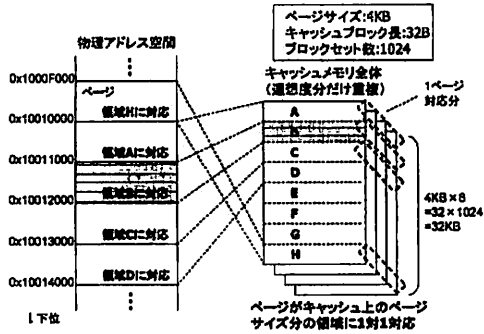 ページサイズ:4KB
キャッシュブロック長:32B
ブロックセット数:1024
物理アドレス空間
キャッシュメモリ全体
(連想度分だけ重複)
1ページ
対応分
0x1000F000
ページ
領域Hに対応
0x10010000
領域Aに対応
0x10011000
領域Bに対応
0x10012000
領域Cに対応
0x10013000
領域Dに対応
0x10014000
A
B
C
D
E
F
G
H
4KB×8
=32×1024
=32KB
↓下位
ページがキャッシュ上のページ
サイズ分の領域に1対1対応